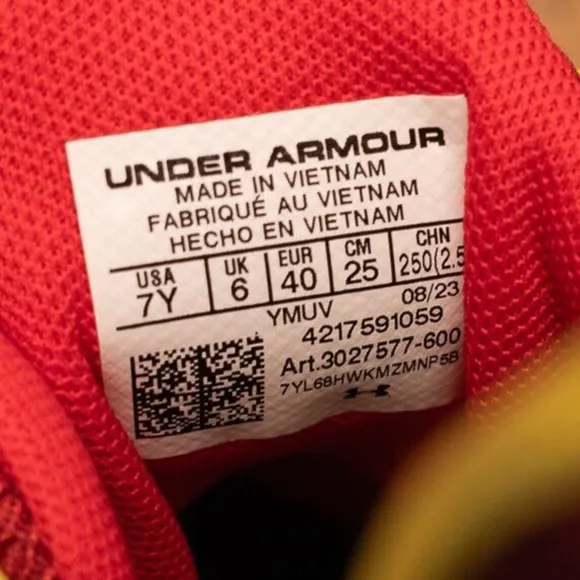 UNDER ARMOUR
MADE IN VIETNAM
FABRIQUÉ AU VIETNAM
HECHO EN VIETNAM
USA UK EUR CM CHN
7Y 6 40 25 250(2.5
08/23
YMUV
4217591059
Art.3027577-600
7YL68HWKMZMNP5B